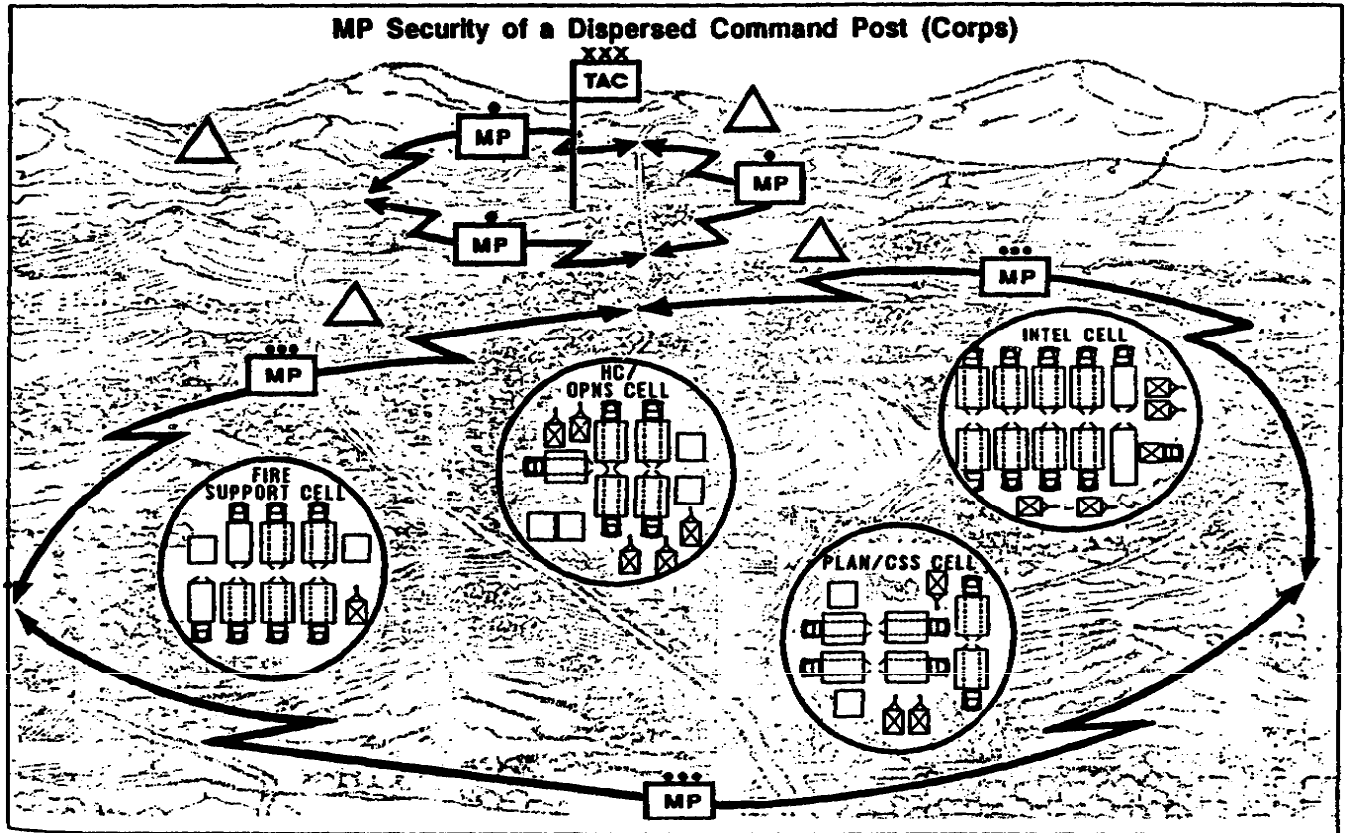 MP Security of a Dispersed Command Post (Corps)
XXX
TAC
MP
MP
MP
MP
MP
INTEL CELL
HC/
OPNS CELL
FIRE
SUPPORT CELL
PLAN/CSS CELL
MP